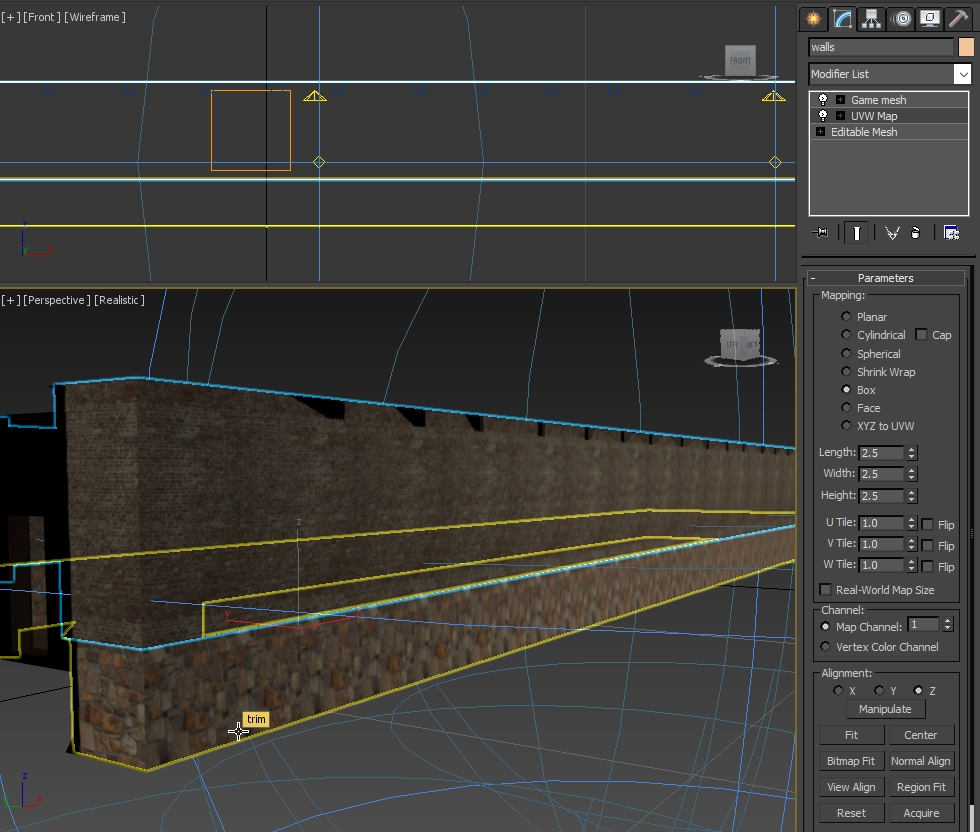 [+] [Front] [Wireframe]
FRONT
[+] [Perspective] [Realistic]
LEFT
z
y
trim
z
x
z
x
walls
Modifier List
Game mesh
UVW Map
Editable Mesh
- Parameters
Mapping:
Planar
Cylindrical Cap
Spherical
Shrink Wrap
Box
Face
XYZ to UVW
Length: 2.5
Width: 2.5
Height: 2.5
U Tile: 1.0 Flip
V Tile: 1.0 Flip
W Tile: 1.0 Flip
Real-World Map Size
Channel:
Map Channel: 1
Vertex Color Channel
Alignment:
X Y Z
Manipulate
Fit Center
Bitmap Fit Normal Align
View Align Region Fit
Reset Acquire